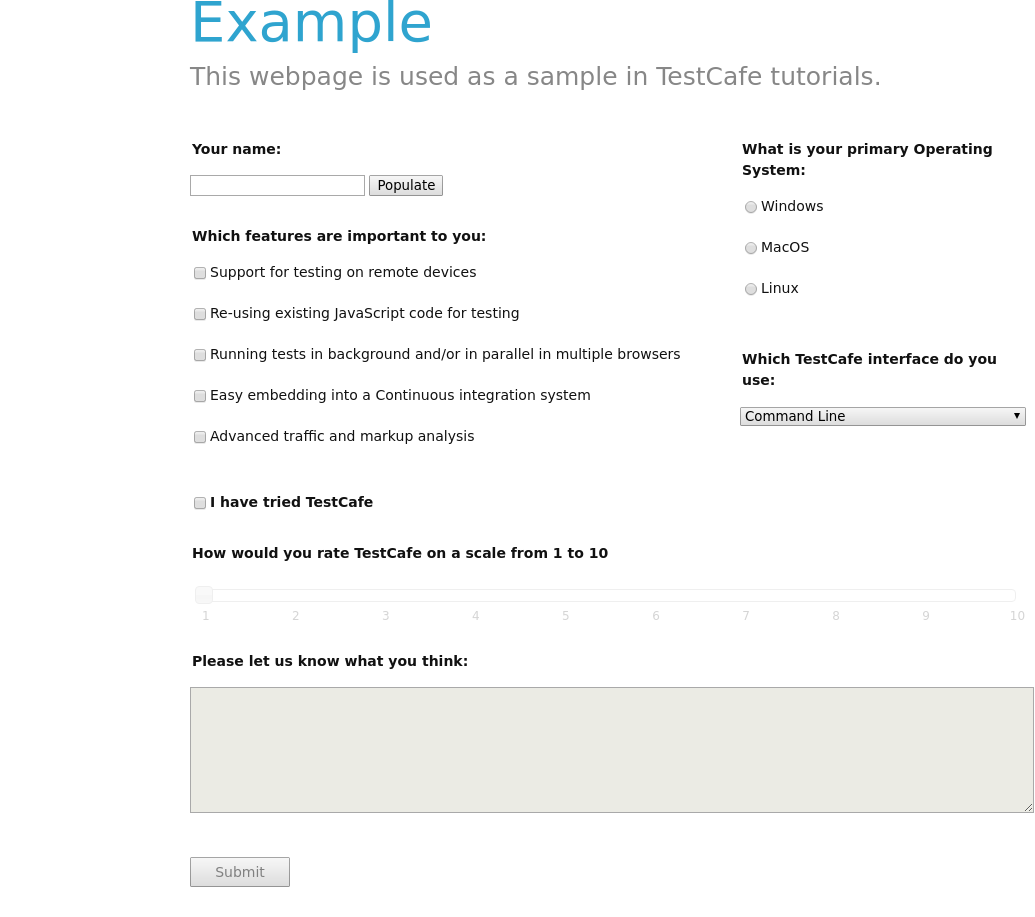 Example
This webpage is used as a sample in TestCafe tutorials.
Your name:
Populate
Which features are important to you:
Support for testing on remote devices
Re-using existing JavaScript code for testing
Running tests in background and/or in parallel in multiple browsers
Easy embedding into a Continuous integration system
Advanced traffic and markup analysis
What is your primary Operating
System:
Windows
MacOS
Linux
Which TestCafe interface do you
use:
Command Line
I have tried TestCafe
How would you rate TestCafe on a scale from 1 to 10
1 2 3 4 5 6 7 8 9 10
Please let us know what you think:
Submit